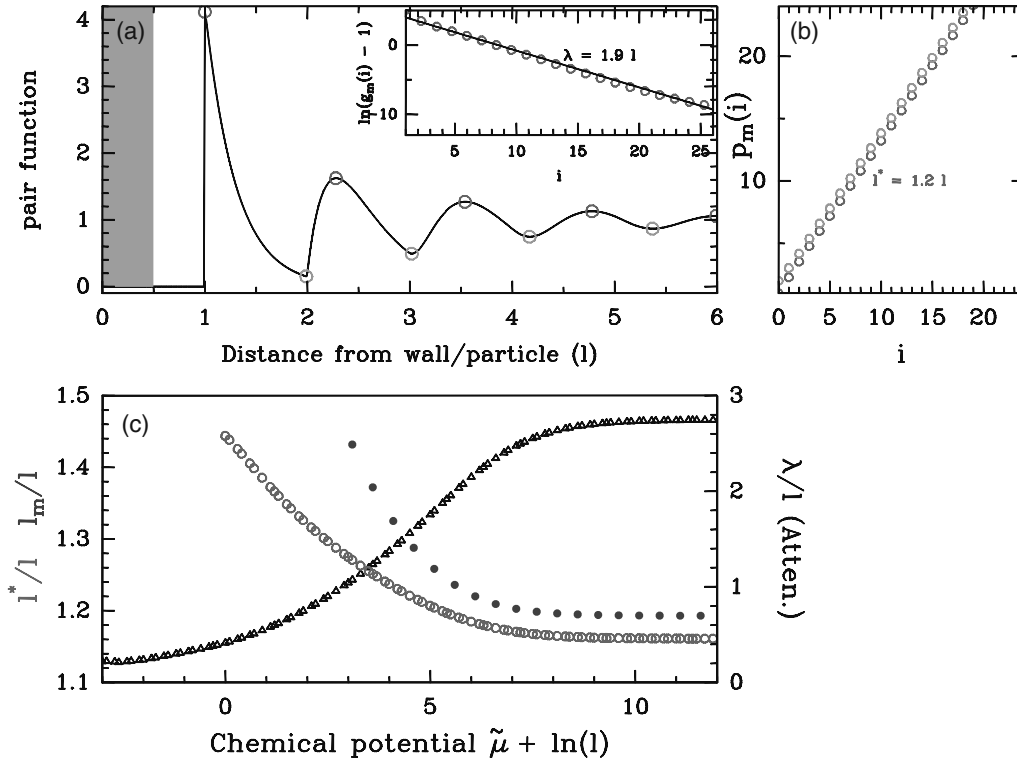 (a)
pair function
4
3
2
1
0
0 1 2 3 4 5 6
Distance from wall/particle (l)
ln(g_m(i) − 1)
0
−10
λ = 1.9 l
5 10 15 20 25
i
(b)
p_m(i)
20
10
l* = 1.2 l
0 5 10 15 20
i
(c)
l*/l l_m/l
1.5
1.4
1.3
1.2
1.1
0 5 10
Chemical potential μ̃ + ln(l)
3
2
1
0
λ/l (Atten.)